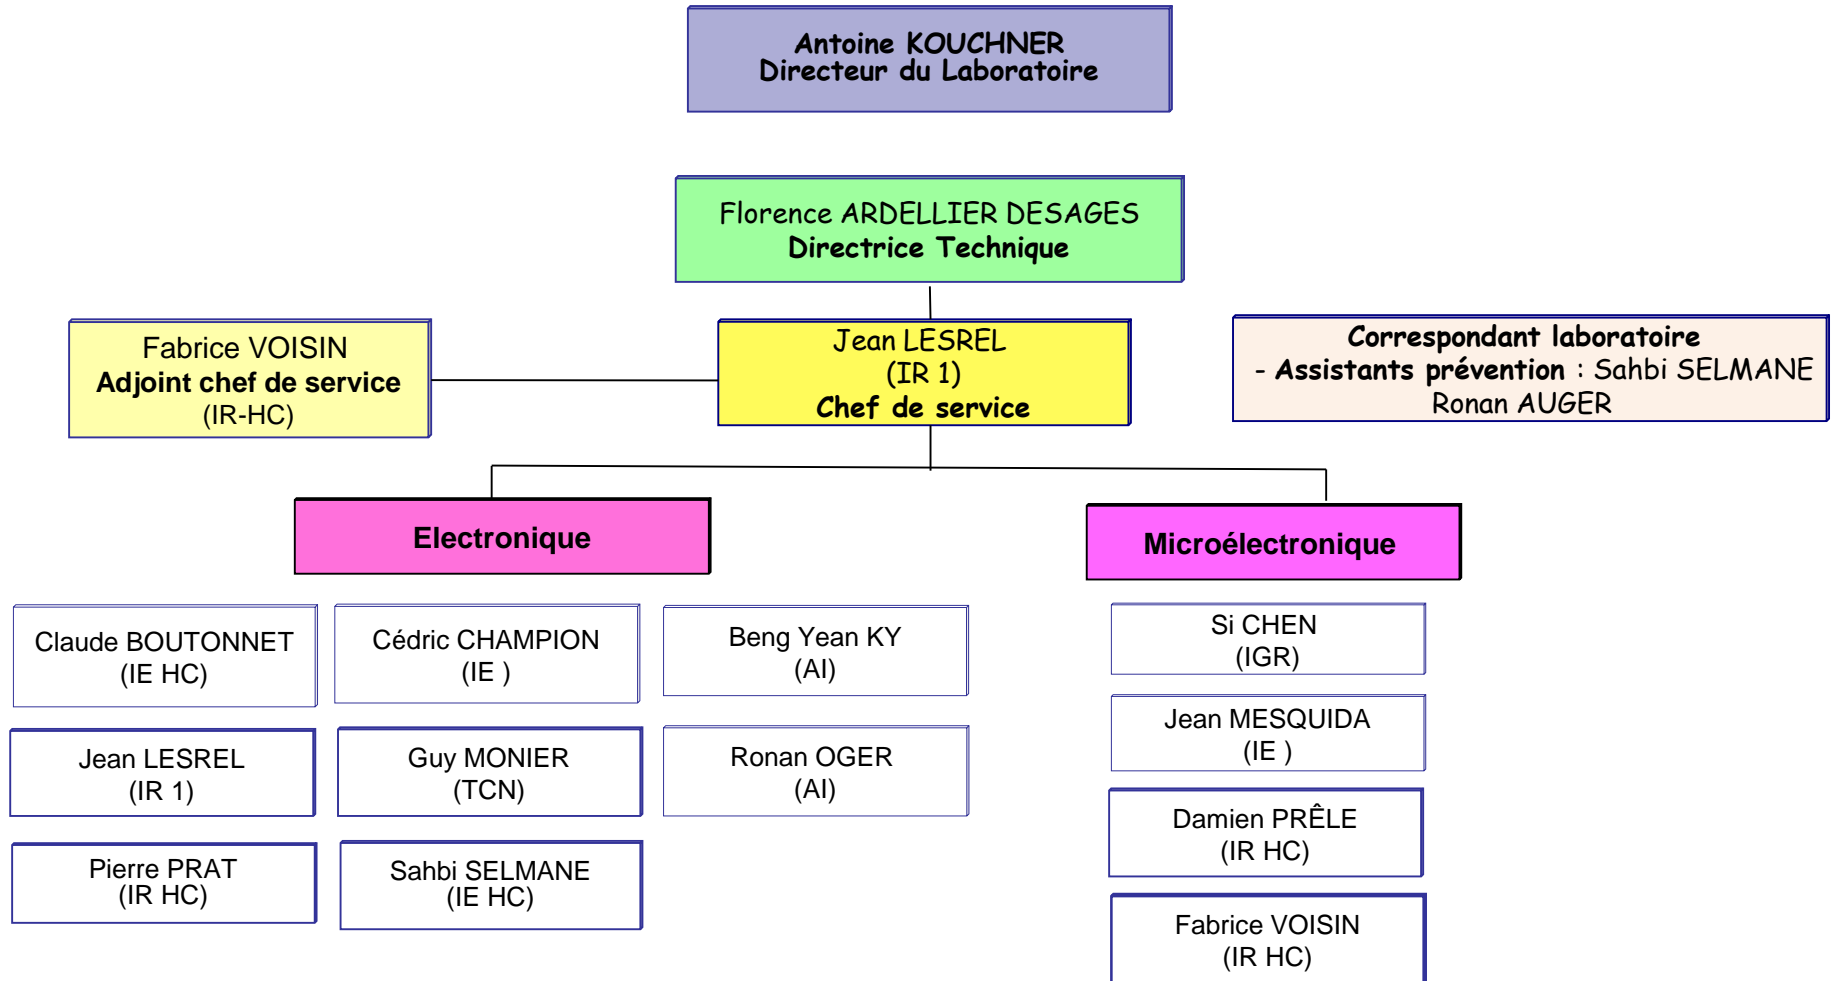 Antoine KOUCHNER
Directeur du Laboratoire
Florence ARDELLIER DESAGES
Directrice Technique
Fabrice VOISIN
Adjoint chef de service
(IR-HC)
Jean LESREL
(IR 1)
Chef de service
Correspondant laboratoire
- Assistants prévention : Sahbi SELMANE
Ronan AUGER
Electronique
Microélectronique
Claude BOUTONNET
(IE HC)
Cédric CHAMPION
(IE )
Beng Yean KY
(AI)
Jean LESREL
(IR 1)
Guy MONIER
(TCN)
Ronan OGER
(AI)
Pierre PRAT
(IR HC)
Sahbi SELMANE
(IE HC)
Si CHEN
(IGR)
Jean MESQUIDA
(IE )
Damien PRÊLE
(IR HC)
Fabrice VOISIN
(IR HC)